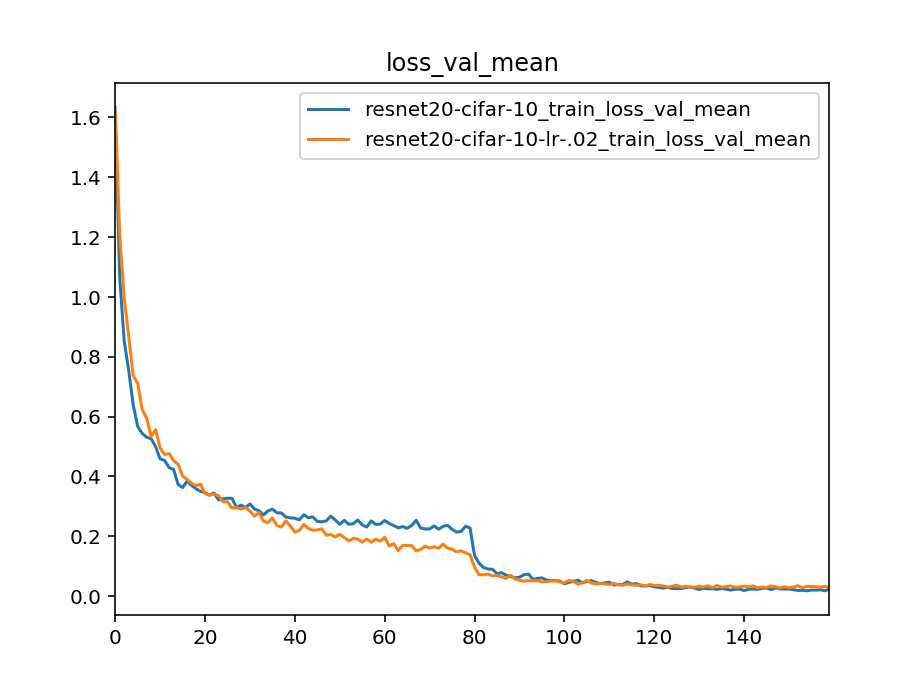 loss_val_mean
resnet20-cifar-10_train_loss_val_mean
resnet20-cifar-10-lr-.02_train_loss_val_mean
1.6
1.4
1.2
1.0
0.8
0.6
0.4
0.2
0.0
0 20 40 60 80 100 120 140